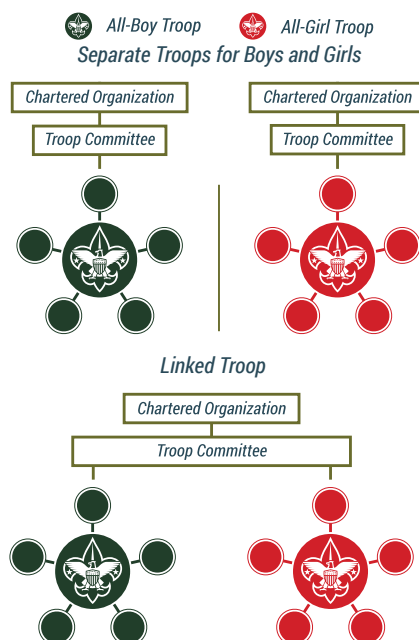 All-Boy Troop All-Girl Troop
Separate Troops for Boys and Girls
Chartered Organization Chartered Organization
Troop Committee Troop Committee
Linked Troop
Chartered Organization
Troop Committee